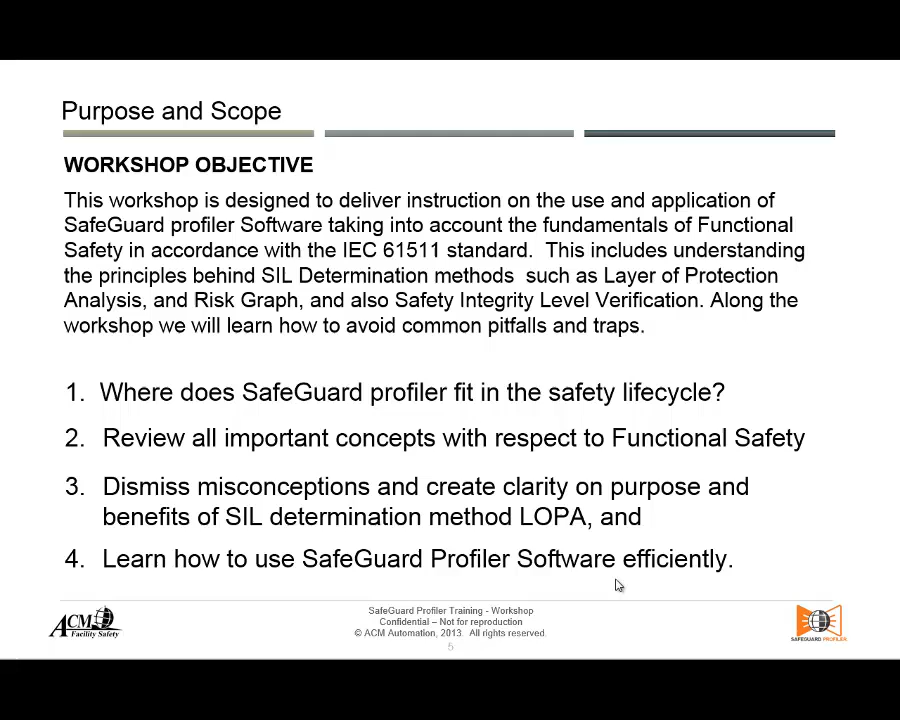 Purpose and Scope
WORKSHOP OBJECTIVE
This workshop is designed to deliver instruction on the use and application of
SafeGuard profiler Software taking into account the fundamentals of Functional
Safety in accordance with the IEC 61511 standard.  This includes understanding
the principles behind SIL Determination methods  such as Layer of Protection
Analysis, and Risk Graph, and also Safety Integrity Level Verification. Along the
workshop we will learn how to avoid common pitfalls and traps.
1. Where does SafeGuard profiler fit in the safety lifecycle?
2. Review all important concepts with respect to Functional Safety
3. Dismiss misconceptions and create clarity on purpose and
benefits of SIL determination method LOPA, and
4. Learn how to use SafeGuard Profiler Software efficiently.
ACM
Facility Safety
SafeGuard Profiler Training - Workshop
Confidential – Not for reproduction
© ACM Automation, 2013.  All rights reserved.
5
SAFEGUARD PROFILER